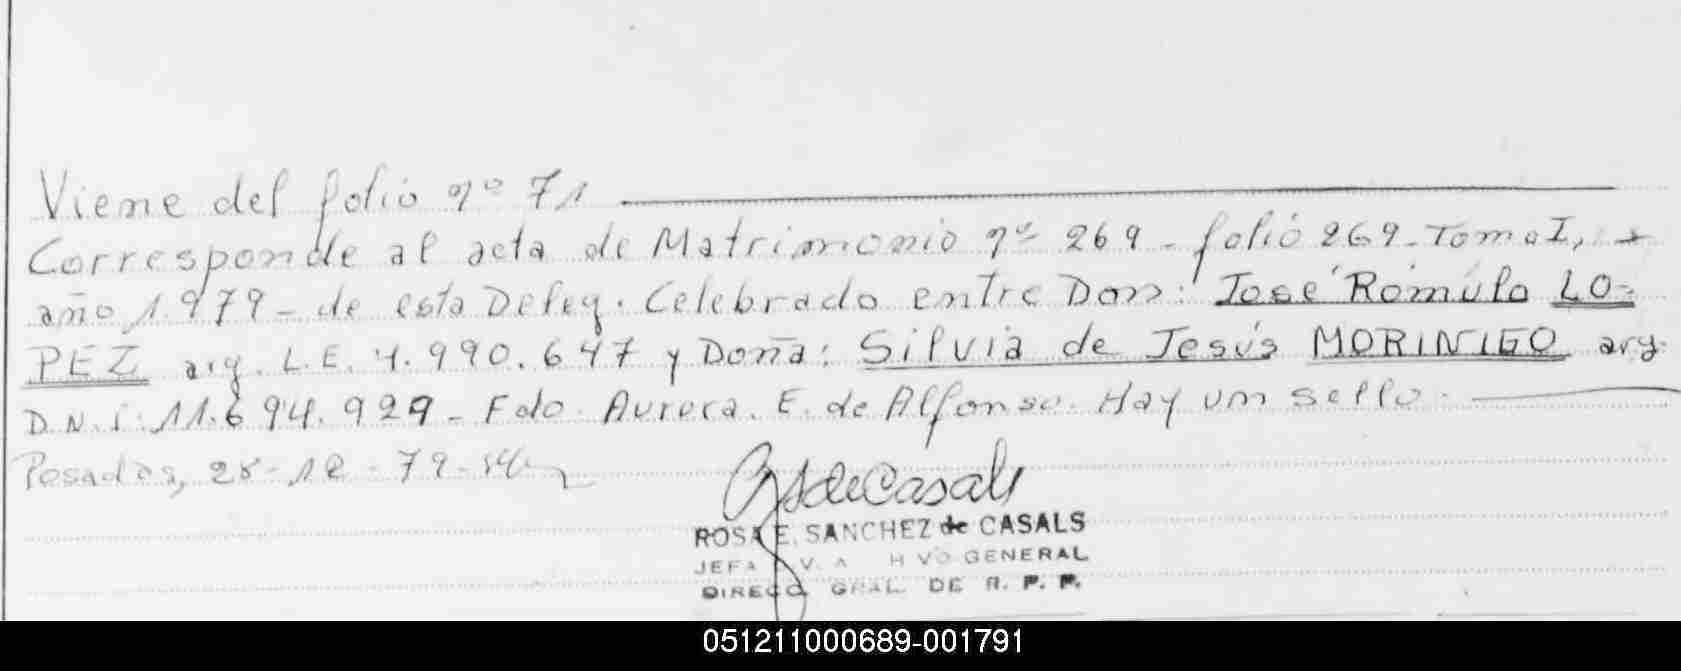 Viene del folio nº 71
Corresponde al acta de Matrimonio nº 269 - folio 269 - Tomo I,
año 1.979 - de esta Deleg. Celebrado entre Don: José Rómulo LO-
PEZ arg. L.E. 4.990.647 y Doña: Silvia de Jesús MORINIGO arg.
D.N.I. 11.694.929 - Fdo. Aurora. E. de Alfonso. Hay un sello.
Posadas, 28-12-79-
ROSA E. SANCHEZ de CASALS
JEFA GENERAL
GRAL. DE R. P. P.
051211000689-001791